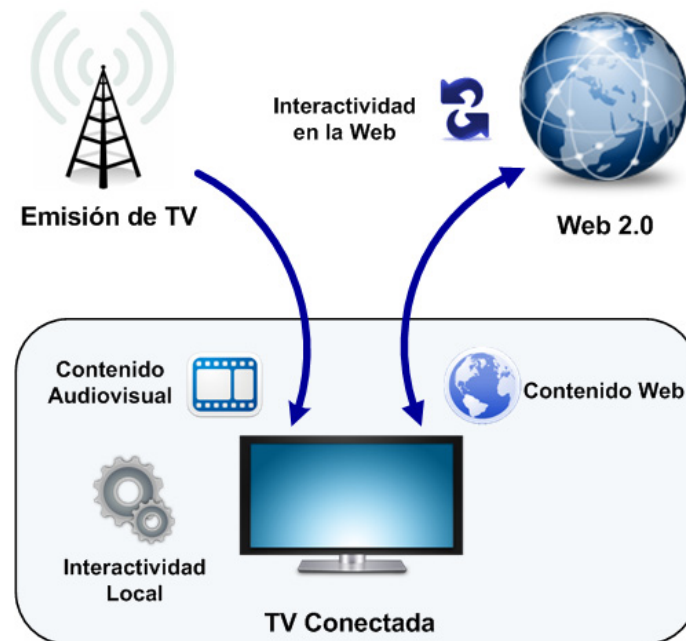 Interactividad
en la Web
Emisión de TV
Web 2.0
Contenido
Audiovisual
Contenido Web
Interactividad
Local
TV Conectada